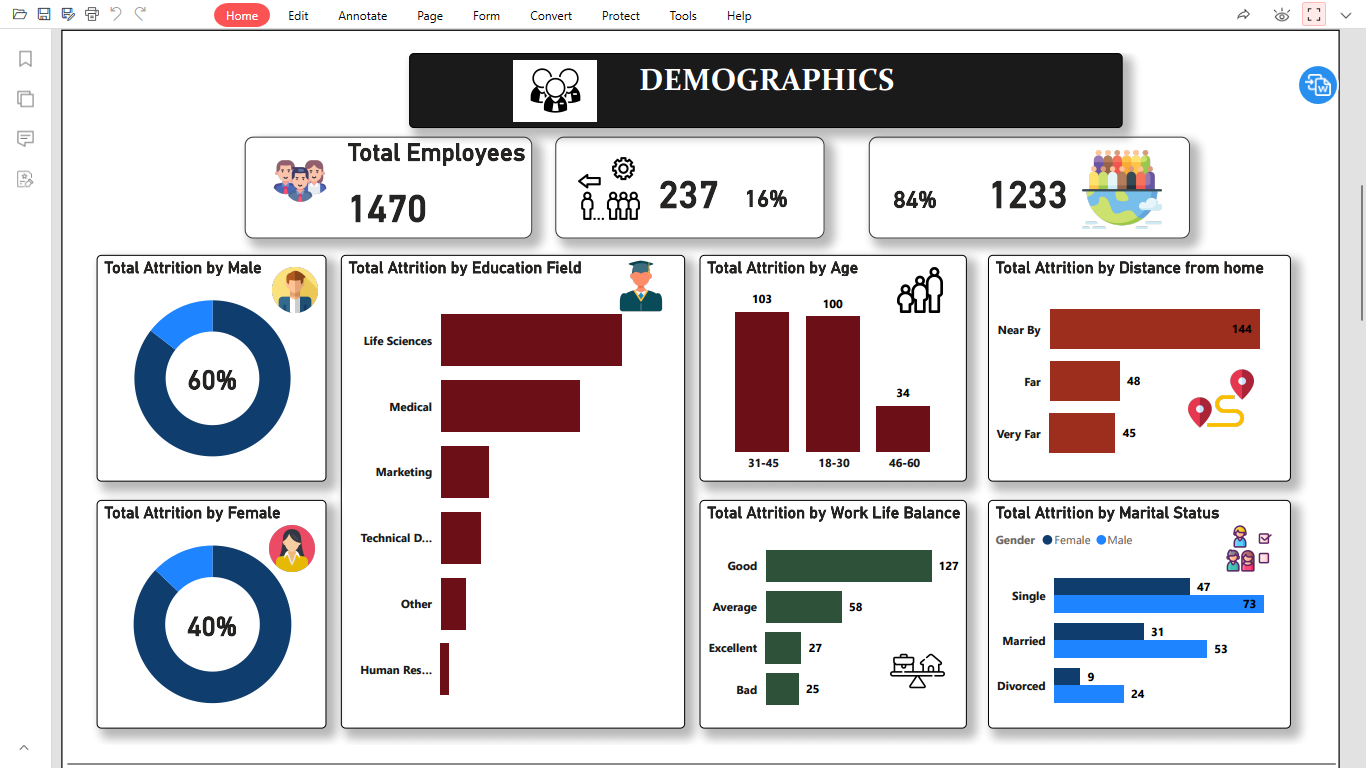 Home Edit Annotate Page Form Convert Protect Tools Help
W
DEMOGRAPHICS
Total Employees
1470
237 16%
84% 1233
Total Attrition by Male
60%
Total Attrition by Education Field
Life Sciences
Medical
Marketing
Technical D...
Other
Human Res...
Total Attrition by Age
103
100
34
31-45 18-30 46-60
Total Attrition by Distance from home
Near By 144
Far 48
Very Far 45
Total Attrition by Female
40%
Total Attrition by Work Life Balance
Good 127
Average 58
Excellent 27
Bad 25
Total Attrition by Marital Status
Gender Female Male
Single 47
73
Married 31
53
Divorced 9
24